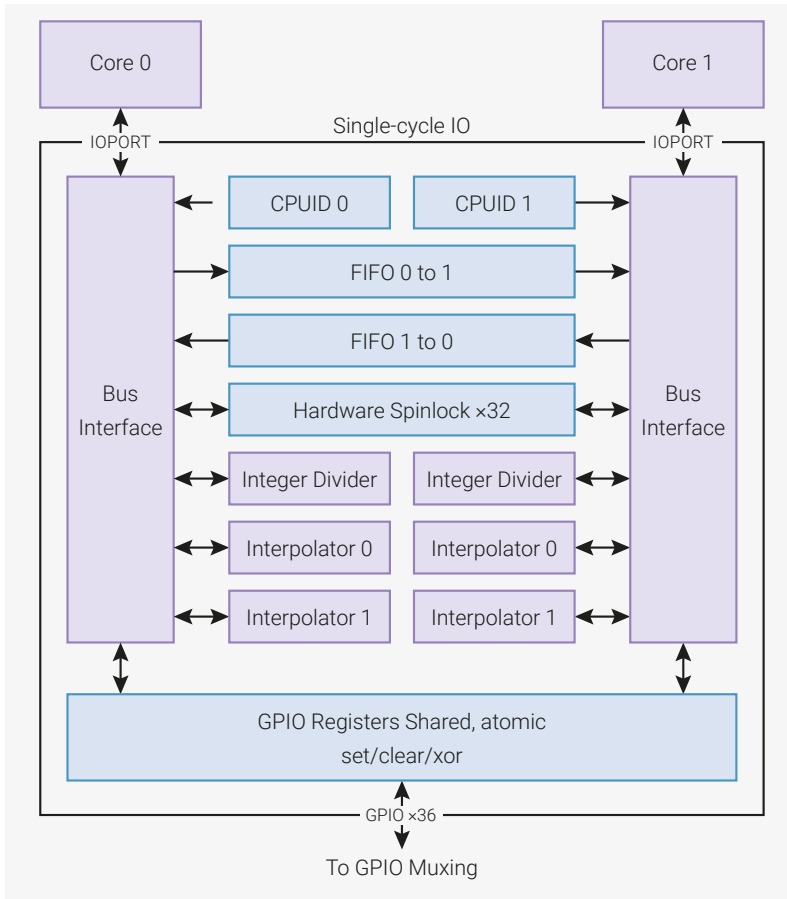 Core 0
Core 1
Single-cycle IO
IOPORT
IOPORT
CPUID 0
CPUID 1
FIFO 0 to 1
FIFO 1 to 0
Bus
Interface
Bus
Interface
Hardware Spinlock ×32
Integer Divider
Integer Divider
Interpolator 0
Interpolator 0
Interpolator 1
Interpolator 1
GPIO Registers Shared, atomic
set/clear/xor
GPIO ×36
To GPIO Muxing